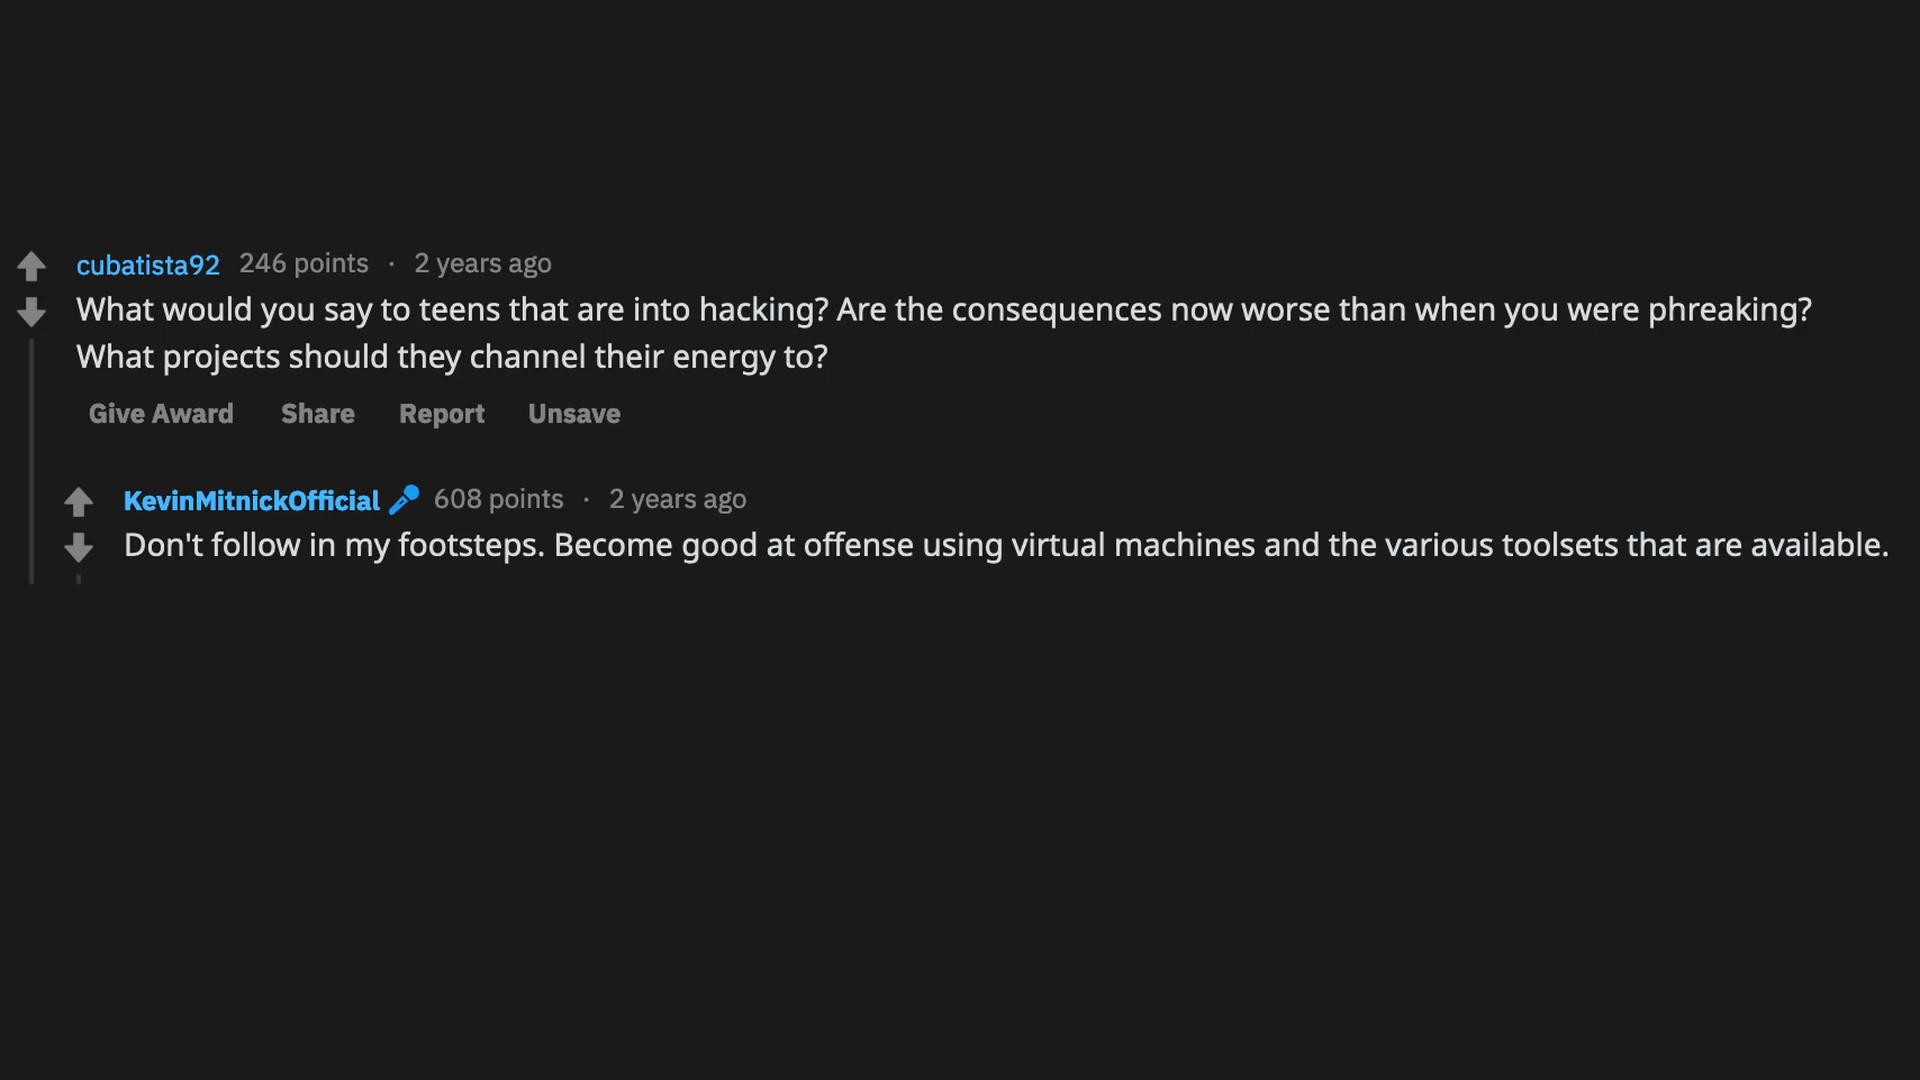 cubatista92 246 points · 2 years ago
What would you say to teens that are into hacking? Are the consequences now worse than when you were phreaking?
What projects should they channel their energy to?
Give Award Share Report Unsave
KevinMitnickOfficial 608 points · 2 years ago
Don't follow in my footsteps. Become good at offense using virtual machines and the various toolsets that are available.